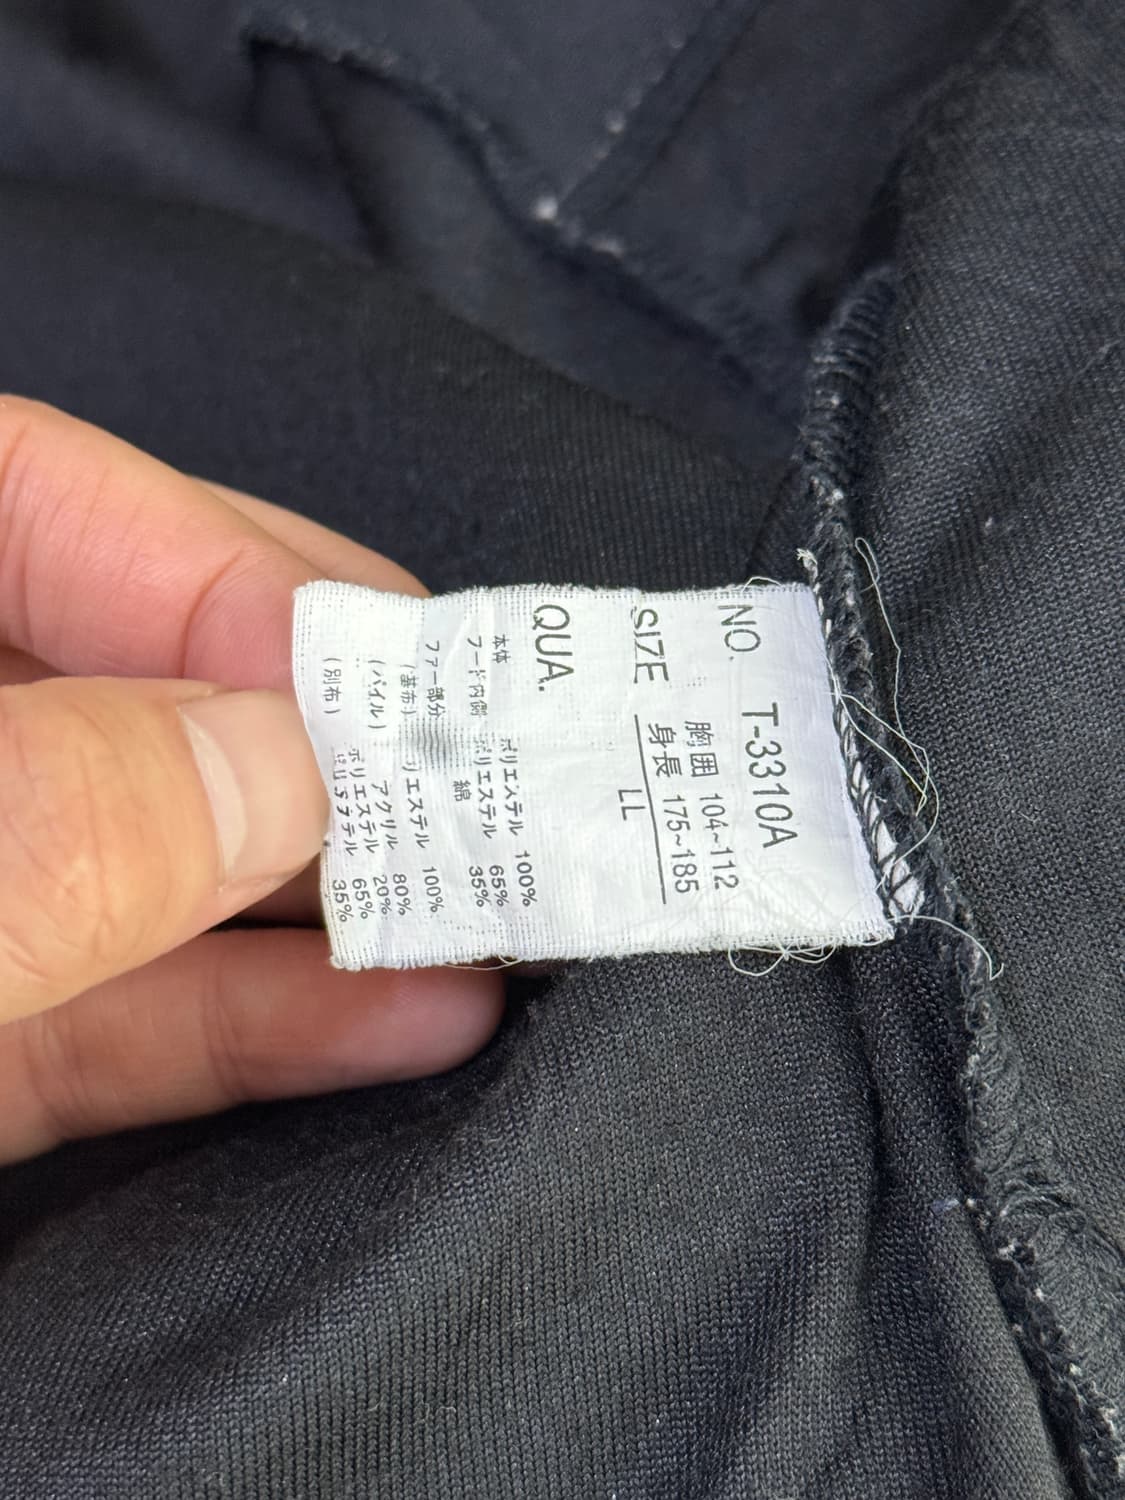 NO. T-3310A
胸囲 104~112
身長 175~185
SIZE LL
QUA.
本体 ポリエステル 100%
フード内側 ポリエステル 65%
綿 35%
ファー部分
(基布) ポリエステル 100%
(パイル) アクリル 80%
ポリエステル 20%
(別布) ポリエステル 65%
35%